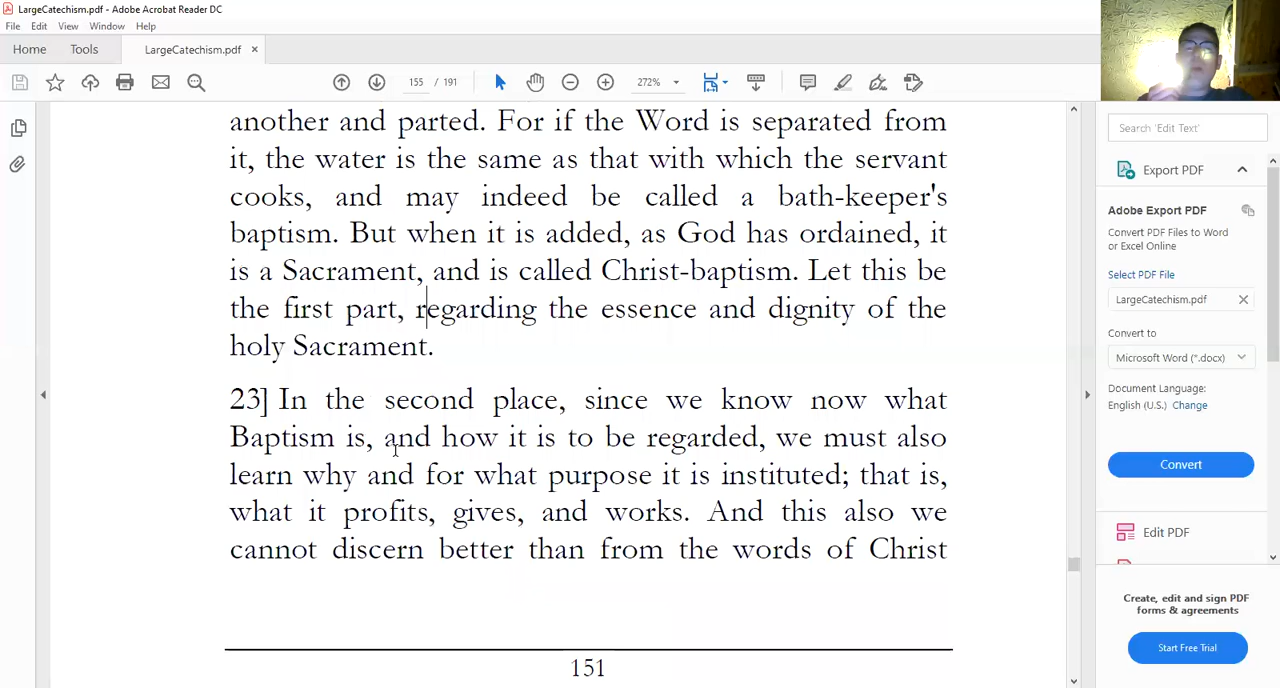 LargeCatechism.pdf - Adobe Acrobat Reader DC
File Edit View Window Help
Home Tools LargeCatechism.pdf ×
155 / 191 272%
another and parted. For if the Word is separated from
it, the water is the same as that with which the servant
cooks, and may indeed be called a bath-keeper's
baptism. But when it is added, as God has ordained, it
is a Sacrament, and is called Christ-baptism. Let this be
the first part, regarding the essence and dignity of the
holy Sacrament.
23] In the second place, since we know now what
Baptism is, and how it is to be regarded, we must also
learn why and for what purpose it is instituted; that is,
what it profits, gives, and works. And this also we
cannot discern better than from the words of Christ
151
Search 'Edit Text'
Export PDF
Adobe Export PDF
Convert PDF Files to Word
or Excel Online
Select PDF File
LargeCatechism.pdf
Convert to
Microsoft Word (*.docx)
Document Language:
English (U.S.) Change
Convert
Edit PDF
Create, edit and sign PDF
forms & agreements
Start Free Trial